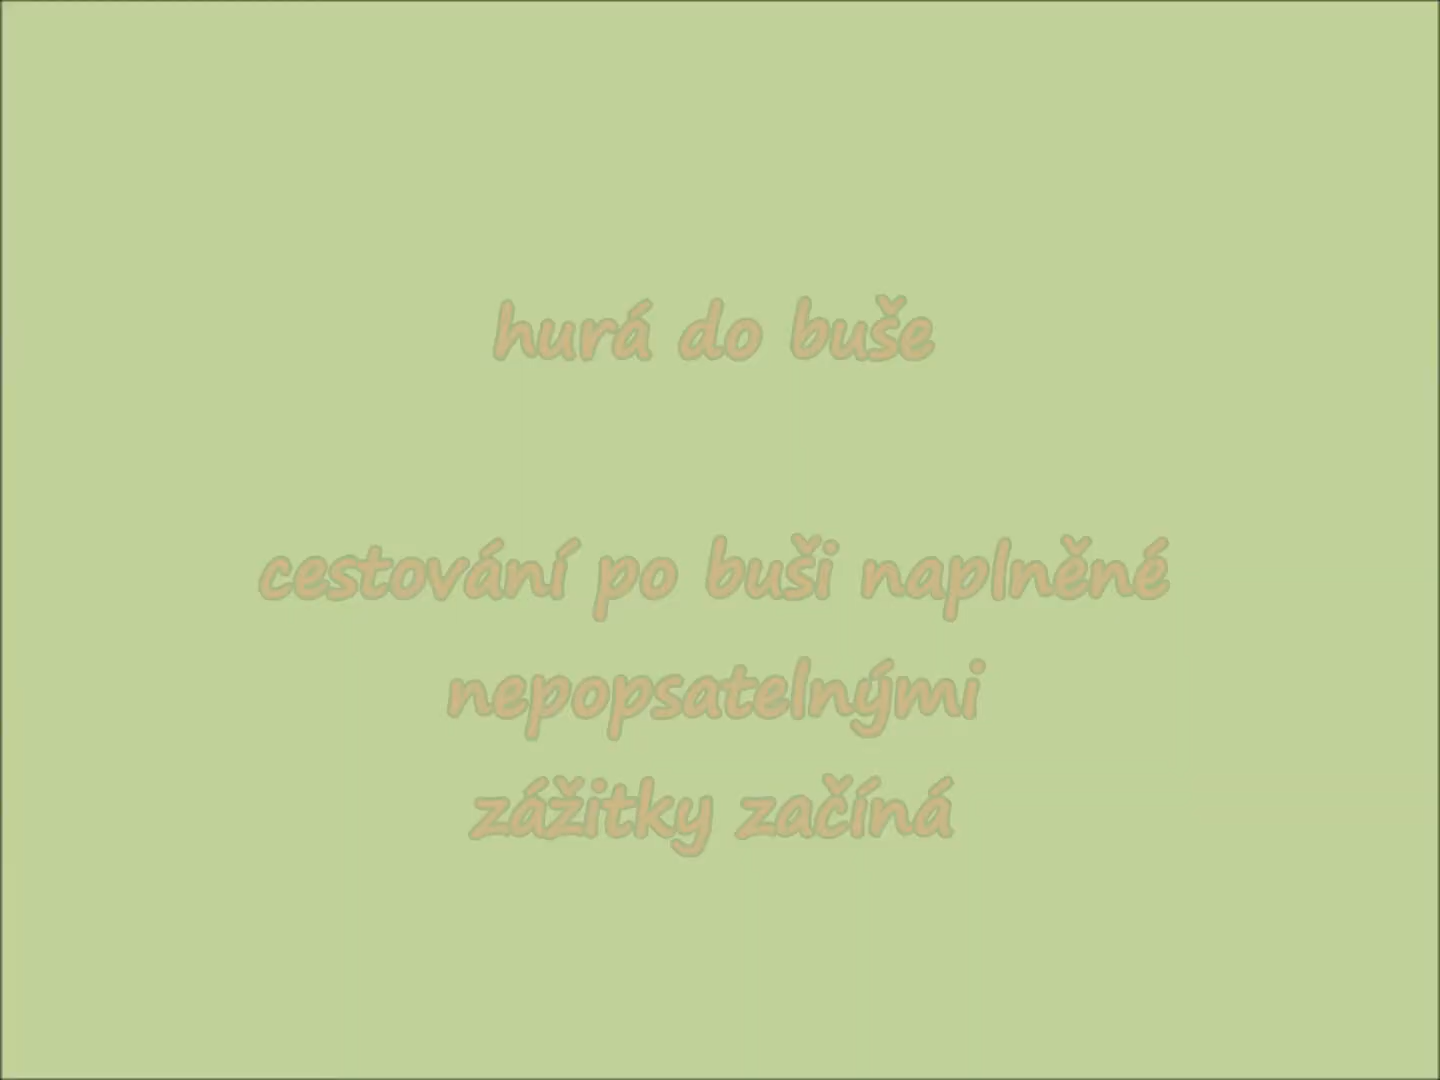 hurá do buše
cestování po buši naplněné
nepopsatelnými
zážitky začíná